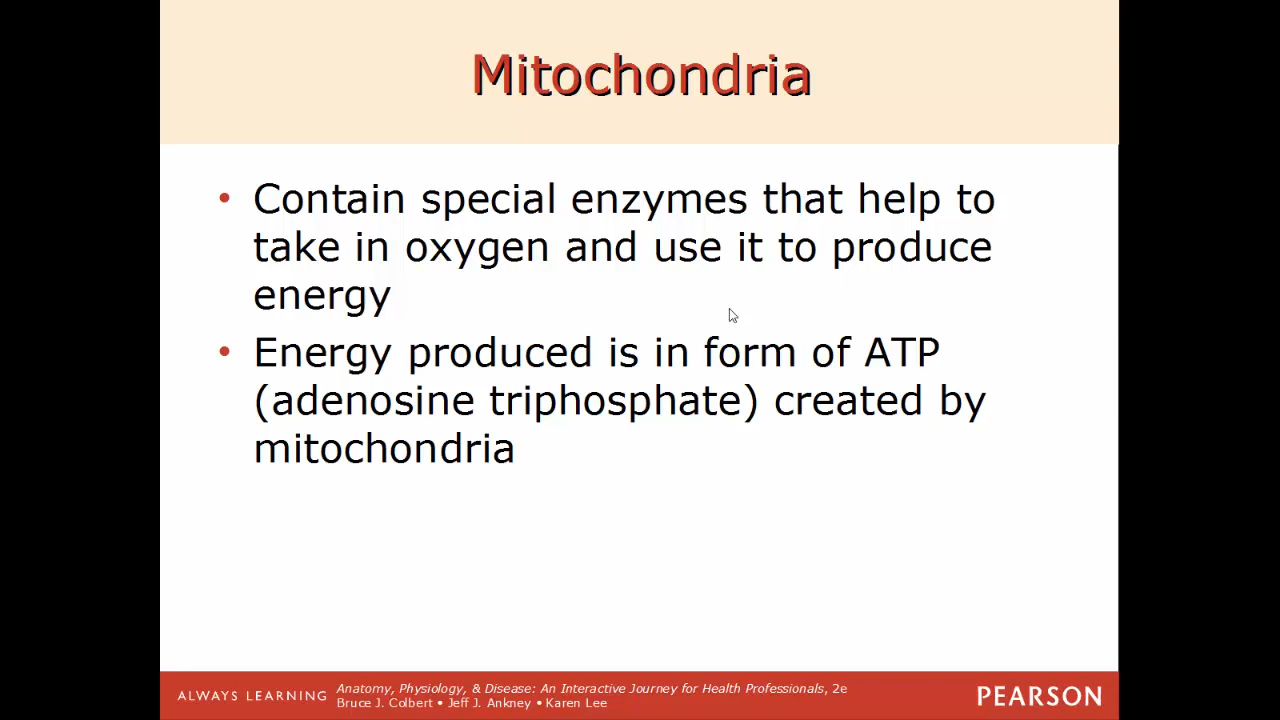 Mitochondria
• Contain special enzymes that help to
take in oxygen and use it to produce
energy
• Energy produced is in form of ATP
(adenosine triphosphate) created by
mitochondria
ALWAYS LEARNING
Anatomy, Physiology, & Disease: An Interactive Journey for Health Professionals, 2e
Bruce J. Colbert • Jeff J. Ankney • Karen Lee
PEARSON